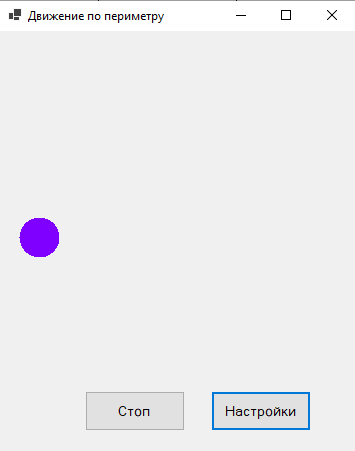 Движение по периметру
Стоп
Настройки